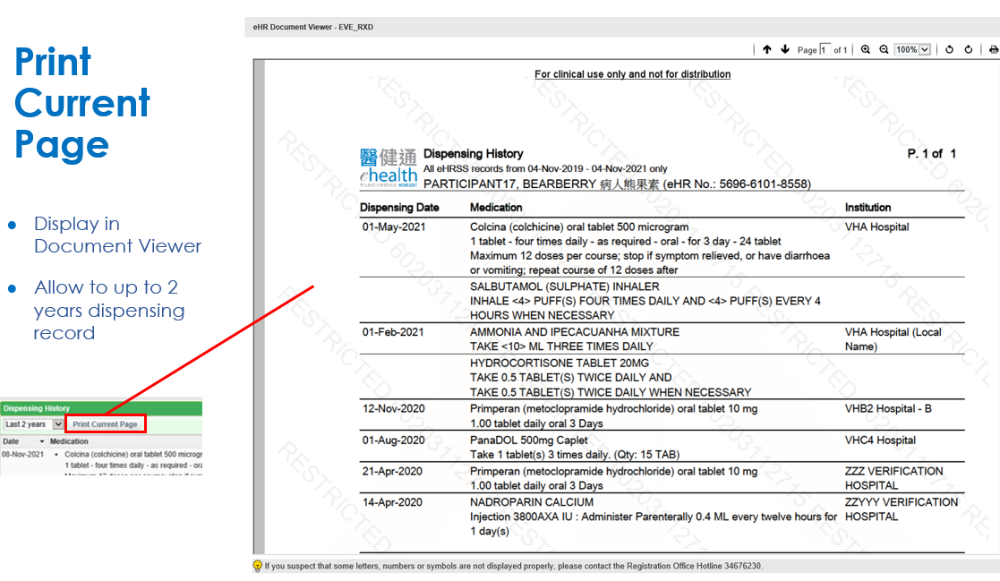 Print
Current
Page
● Display in
Document Viewer
● Allow to up to 2
years dispensing
record
Dispensing History
Last 2 years Print Current Page
Date Medication
08-Nov-2021 • Colcina (colchicine) oral tablet 500 microgr
1 tablet - four times daily - as required - ora
eHR Document Viewer - EVE_RXD
Page 1 of 1 100%
For clinical use only and not for distribution
醫健通
ehealth
Dispensing History P. 1 of 1
All eHRSS records from 04-Nov-2019 - 04-Nov-2021 only
PARTICIPANT17, BEARBERRY 病人熊果素 (eHR No.: 5696-6101-8558)
Dispensing Date Medication Institution
01-May-2021 Colcina (colchicine) oral tablet 500 microgram VHA Hospital
1 tablet - four times daily - as required - oral - for 3 day - 24 tablet
Maximum 12 doses per course; stop if symptom relieved, or have diarrhoea
or vomiting; repeat course of 12 doses after
SALBUTAMOL (SULPHATE) INHALER
INHALE <4> PUFF(S) FOUR TIMES DAILY AND <4> PUFF(S) EVERY 4
HOURS WHEN NECESSARY
01-Feb-2021 AMMONIA AND IPECACUANHA MIXTURE VHA Hospital (Local
TAKE <10> ML THREE TIMES DAILY Name)
HYDROCORTISONE TABLET 20MG
TAKE 0.5 TABLET(S) TWICE DAILY AND
TAKE 0.5 TABLET(S) TWICE DAILY WHEN NECESSARY
12-Nov-2020 Primperan (metoclopramide hydrochloride) oral tablet 10 mg VHB2 Hospital - B
1.00 tablet daily oral 3 Days
01-Aug-2020 PanaDOL 500mg Caplet VHC4 Hospital
Take 1 tablet(s) 3 times daily. (Qty: 15 TAB)
21-Apr-2020 Primperan (metoclopramide hydrochloride) oral tablet 10 mg ZZZ VERIFICATION
1.00 tablet daily oral 3 Days HOSPITAL
14-Apr-2020 NADROPARIN CALCIUM ZZYYY VERIFICATION
Injection 3800AXA IU : Administer Parenterally 0.4 ML every twelve hours for HOSPITAL
1 day(s)
If you suspect that some letters, numbers or symbols are not displayed properly, please contact the Registration Office Hotline 34676230.